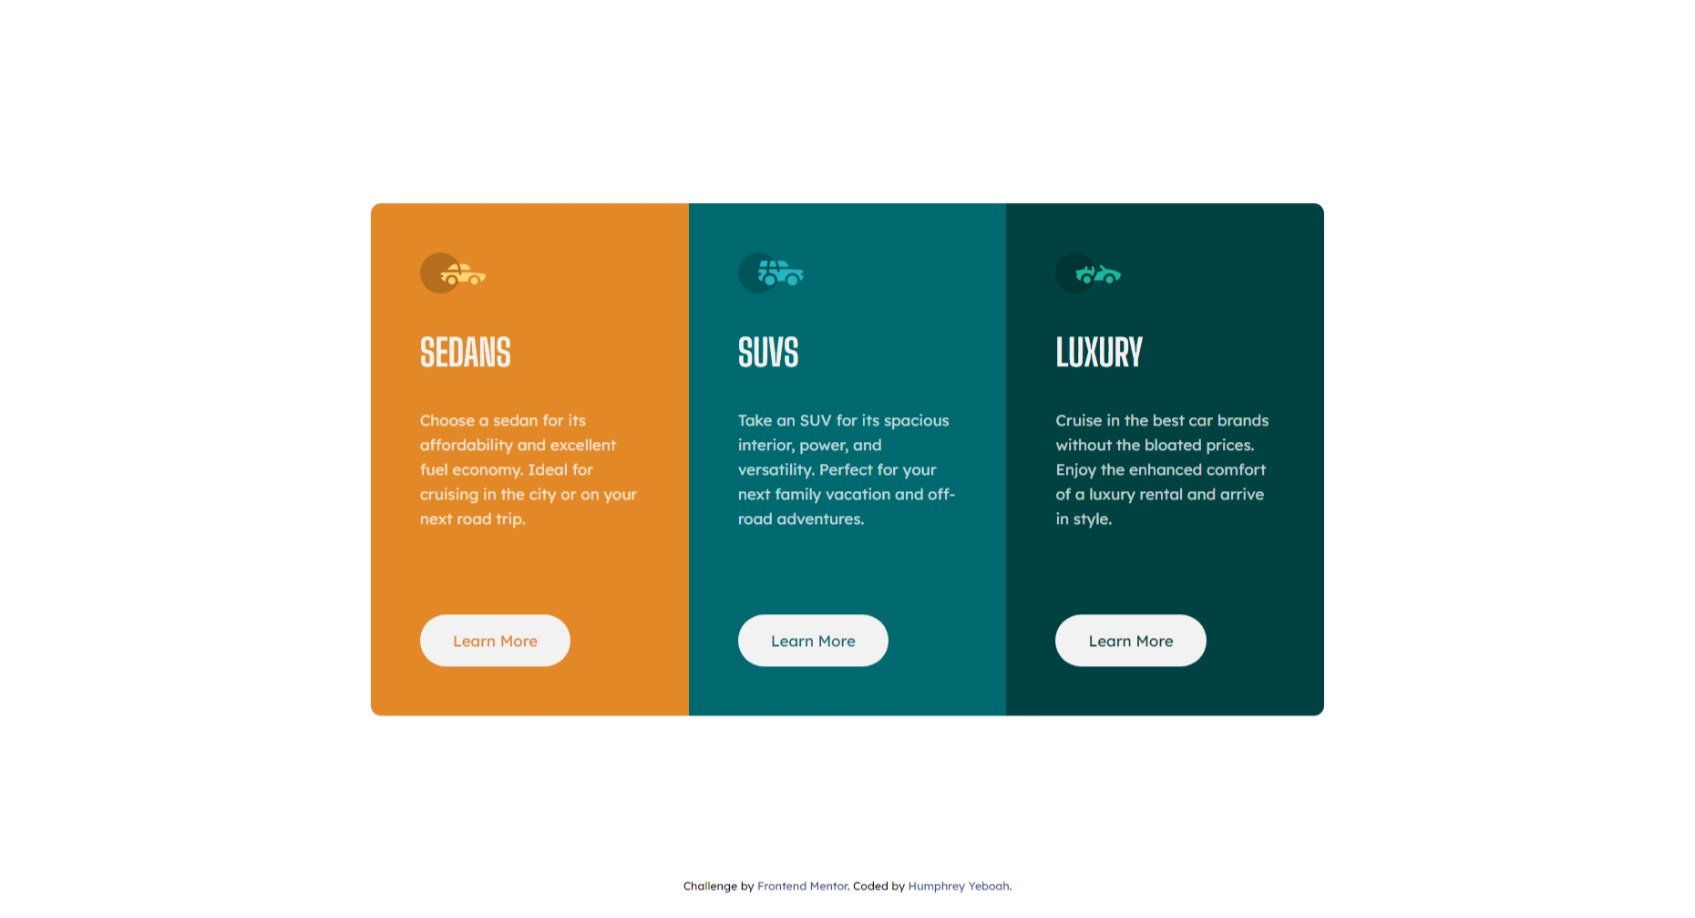 SEDANS
Choose a sedan for its
affordability and excellent
fuel economy. Ideal for
cruising in the city or on your
next road trip.
Learn More
SUVS
Take an SUV for its spacious
interior, power, and
versatility. Perfect for your
next family vacation and off-
road adventures.
Learn More
LUXURY
Cruise in the best car brands
without the bloated prices.
Enjoy the enhanced comfort
of a luxury rental and arrive
in style.
Learn More
Challenge by Frontend Mentor. Coded by Humphrey Yeboah.